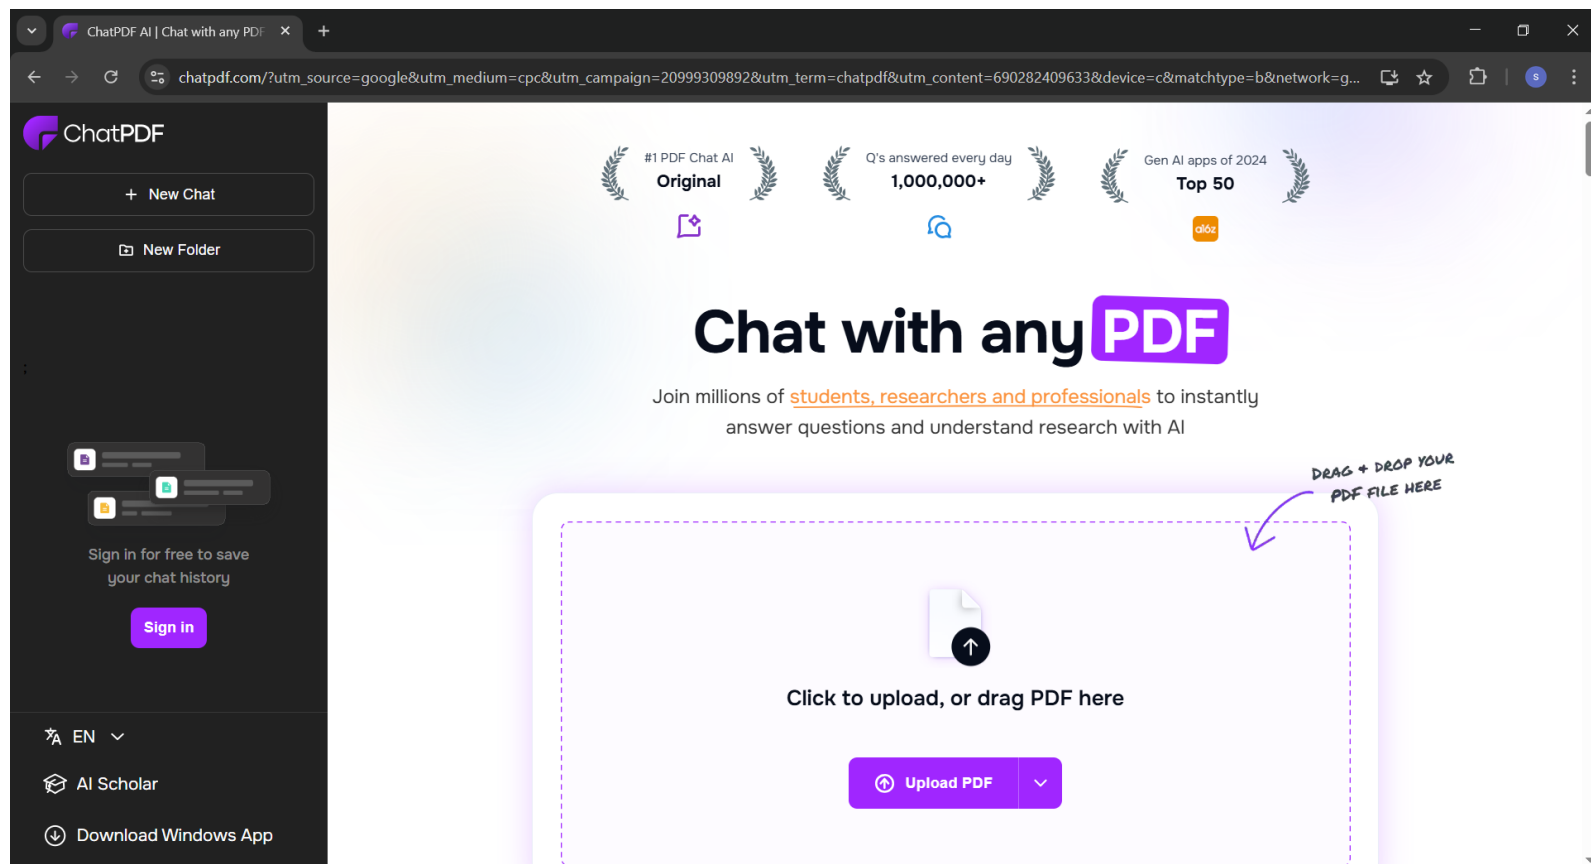 ChatPDF AI | Chat with any PDF
chatpdf.com/?utm_source=google&utm_medium=cpc&utm_campaign=20999309892&utm_term=chatpdf&utm_content=690282409633&device=c&matchtype=b&network=g...
S
ChatPDF
+ New Chat
New Folder
;
Sign in for free to save
your chat history
Sign in
EN
AI Scholar
Download Windows App
#1 PDF Chat AI
Original
Q's answered every day
1,000,000+
Gen AI apps of 2024
Top 50
a16z
Chat with any PDF
Join millions of students, researchers and professionals to instantly
answer questions and understand research with AI
DRAG + DROP YOUR
PDF FILE HERE
Click to upload, or drag PDF here
Upload PDF